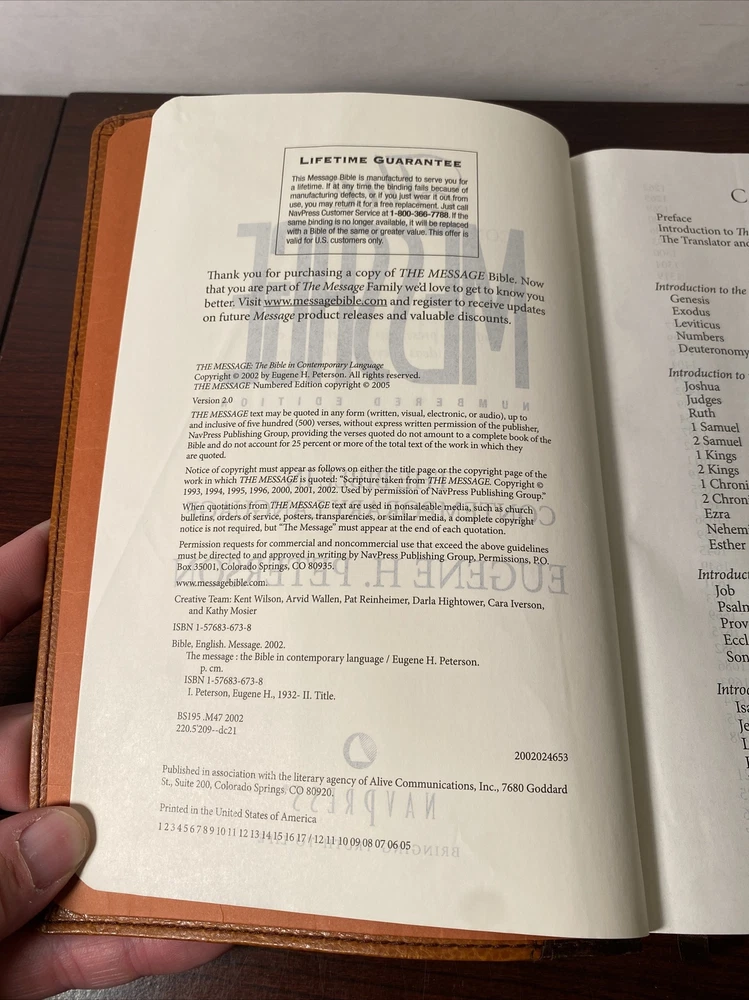 LIFETIME GUARANTEE
This Message Bible is manufactured to serve you for
a lifetime. If at any time the binding fails because of
manufacturing defects, or if you just wear it out from
use, you may return it for a free replacement. Just call
NavPress Customer Service at 1-800-366-7788. If the
same binding is no longer available, it will be replaced
with a Bible of the same or greater value. This offer is
valid for U.S. customers only.
Thank you for purchasing a copy of THE MESSAGE Bible. Now
that you are part of The Message Family we'd love to get to know you
better. Visit www.messagebible.com and register to receive updates
on future Message product releases and valuable discounts.
THE MESSAGE: The Bible in Contemporary Language
Copyright © 2002 by Eugene H. Peterson. All rights reserved.
THE MESSAGE Numbered Edition copyright © 2005
Version 2.0
THE MESSAGE text may be quoted in any form (written, visual, electronic, or audio), up to
and inclusive of five hundred (500) verses, without express written permission of the publisher,
NavPress Publishing Group, providing the verses quoted do not amount to a complete book of the
Bible and do not account for 25 percent or more of the total text of the work in which they
are quoted.
Notice of copyright must appear as follows on either the title page or the copyright page of the
work in which THE MESSAGE is quoted: "Scripture taken from THE MESSAGE. Copyright ©
1993, 1994, 1995, 1996, 2000, 2001, 2002. Used by permission of NavPress Publishing Group."
When quotations from THE MESSAGE text are used in nonsaleable media, such as church
bulletins, orders of service, posters, transparencies, or similar media, a complete copyright
notice is not required, but "The Message" must appear at the end of each quotation.
Permission requests for commercial and noncommercial use that exceed the above guidelines
must be directed to and approved in writing by NavPress Publishing Group, Permissions, P.O.
Box 35001, Colorado Springs, CO 80935.
www.messagebible.com.
Creative Team: Kent Wilson, Arvid Wallen, Pat Reinheimer, Darla Hightower, Cara Iverson,
and Kathy Mosier
ISBN 1-57683-673-8
Bible, English. Message. 2002.
The message : the Bible in contemporary language / Eugene H. Peterson.
p. cm.
ISBN 1-57683-673-8
I. Peterson, Eugene H., 1932- II. Title.
BS195 .M47 2002
220.5'209--dc21
2002024653
Published in association with the literary agency of Alive Communications, Inc., 7680 Goddard
St., Suite 200, Colorado Springs, CO 80920.
Printed in the United States of America
1 2 3 4 5 6 7 8 9 10 11 12 13 14 15 16 17 / 12 11 10 09 08 07 06 05
C
Preface
Introduction to Th
The Translator and
Introduction to the
Genesis
Exodus
Leviticus
Numbers
Deuteronomy
Introduction to
Joshua
Judges
Ruth
1 Samuel
2 Samuel
1 Kings
2 Kings
1 Chroni
2 Chron
Ezra
Nehem
Esther
Introduct
Job
Psaln
Prov
Eccl
Son
Introd
Isa
Je